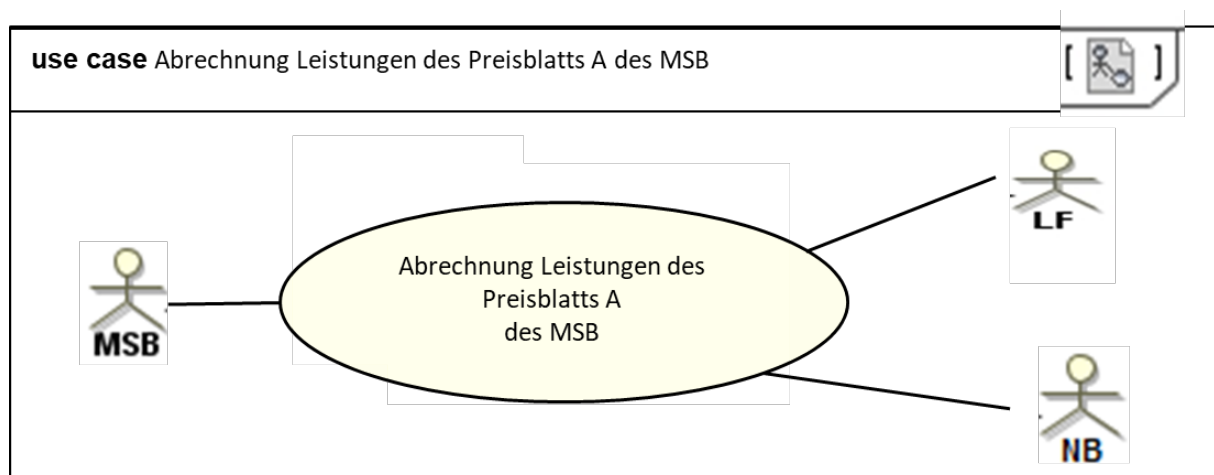 use case Abrechnung Leistungen des Preisblatts A des MSB
[ ]
LF
Abrechnung Leistungen des
Preisblatts A
des MSB
MSB
NB